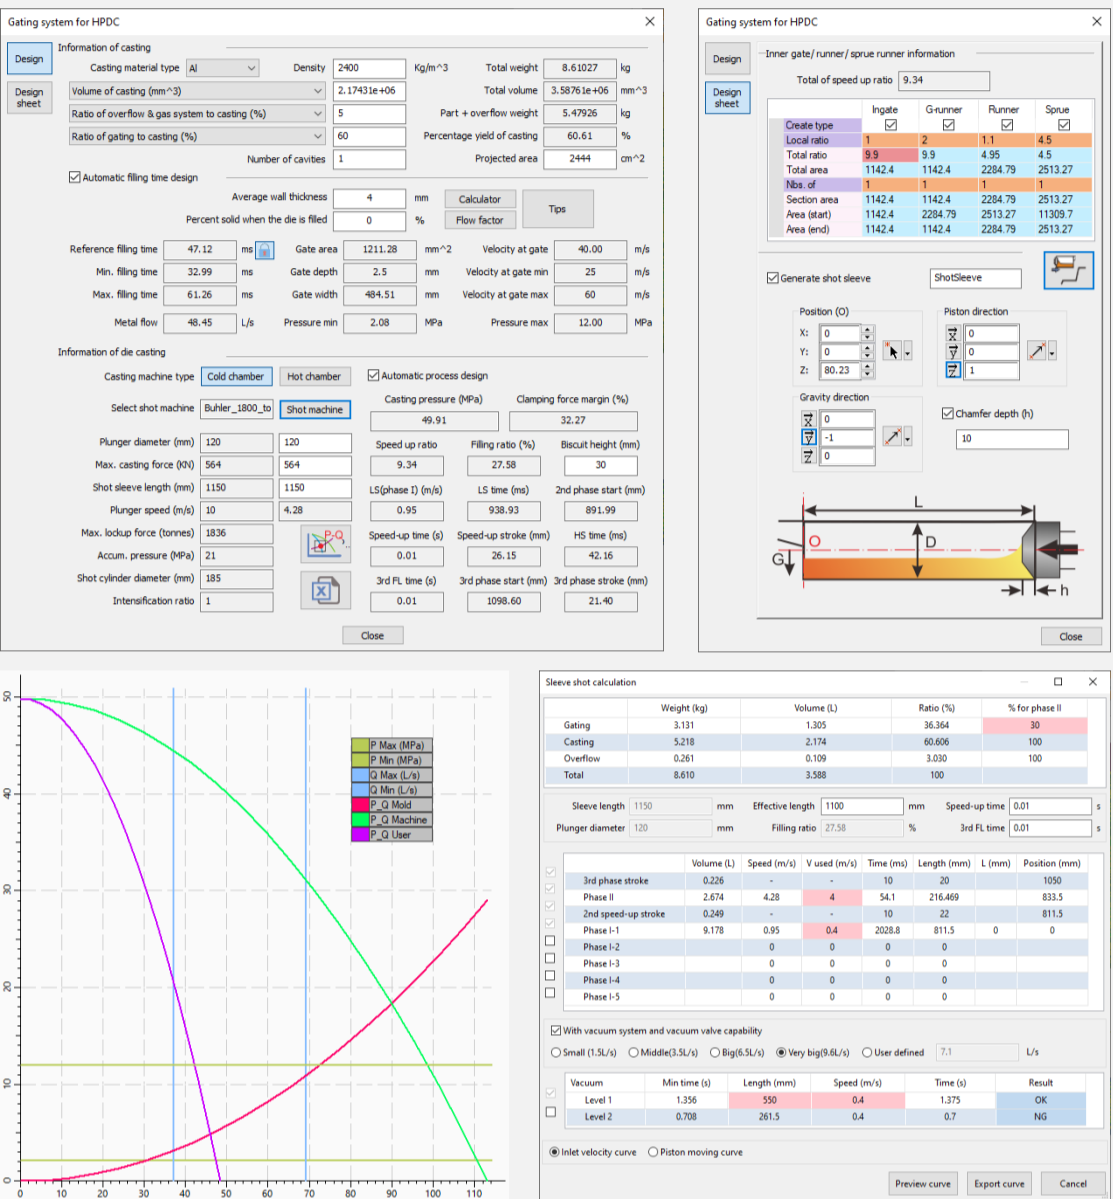 Gating system for HPDC
Design
Design sheet
Information of casting
Casting material type Al Density 2400 Kg/m^3 Total weight 8.61027 kg
Volume of casting (mm^3) 2.17431e+06 Total volume 3.58761e+06 mm^3
Ratio of overflow & gas system to casting (%) 5 Part + overflow weight 5.47926 kg
Ratio of gating to casting (%) 60 Percentage yield of casting 60.61 %
Number of cavities 1 Projected area 2444 cm^2
Automatic filling time design
Average wall thickness 4 mm Calculator Tips
Percent solid when the die is filled 0 % Flow factor
Reference filling time 47.12 ms Gate area 1211.28 mm^2 Velocity at gate 40.00 m/s
Min. filling time 32.99 ms Gate depth 2.5 mm Velocity at gate min 25 m/s
Max. filling time 61.26 ms Gate width 484.51 mm Velocity at gate max 60 m/s
Metal flow 48.45 L/s Pressure min 2.08 MPa Pressure max 12.00 MPa
Information of die casting
Casting machine type Cold chamber Hot chamber Automatic process design
Select shot machine Buhler_1800_to Shot machine
Casting pressure (MPa) Clamping force margin (%)
49.91 32.27
Plunger diameter (mm) 120 120
Max. casting force (KN) 564 564
Shot sleeve length (mm) 1150 1150
Plunger speed (m/s) 10 4.28
Max. lockup force (tonnes) 1836
Accum. pressure (MPa) 21
Shot cylinder diameter (mm) 185
Intensification ratio 1
P-Q
Speed up ratio Filling ratio (%) Biscuit height (mm)
9.34 27.58 30
LS(phase I) (m/s) LS time (ms) 2nd phase start (mm)
0.95 938.93 891.99
Speed-up time (s) Speed-up stroke (mm) HS time (ms)
0.01 26.15 42.16
3rd FL time (s) 3rd phase start (mm) 3rd phase stroke (mm)
0.01 1098.60 21.40
Close
Gating system for HPDC
Design
Design sheet
Inner gate/ runner/ sprue runner information
Total of speed up ratio 9.34
Ingate G-runner Runner Sprue
Create type
Local ratio 1 2 1.1 4.5
Total ratio 9.9 9.9 4.95 4.5
Total area 1142.4 1142.4 2284.79 2513.27
Nbs. of 1 1 1 1
Section area 1142.4 1142.4 2284.79 2513.27
Area (start) 1142.4 2284.79 2513.27 11309.7
Area (end) 1142.4 1142.4 2284.79 2513.27
Generate shot sleeve ShotSleeve
Position (O)
X: 0
Y: 0
Z: 80.23
Piston direction
x 0
y 0
z 1
Gravity direction
x 0
y -1
z 0
Chamfer depth (h)
10
L
O
D
G
h
Close
50
40
30
20
10
0
0 10 20 30 40 50 60 70 80 90 100 110
P Max (MPa)
P Min (MPa)
Q Max (L/s)
Q Min (L/s)
P_Q Mold
P_Q Machine
P_Q User
Sleeve shot calculation
Weight (kg) Volume (L) Ratio (%) % for phase II
Gating 3.131 1.305 36.364 30
Casting 5.218 2.174 60.606 100
Overflow 0.261 0.109 3.030 100
Total 8.610 3.588 100
Sleeve length 1150 mm Effective length 1100 mm Speed-up time 0.01 s
Plunger diameter 120 mm Filling ratio 27.58 % 3rd FL time 0.01 s
Volume (L) Speed (m/s) V used (m/s) Time (ms) Length (mm) L (mm) Position (mm)
3rd phase stroke 0.226 - - 10 20 1050
Phase II 2.674 4.28 4 54.1 216.469 833.5
2nd speed-up stroke 0.249 - - 10 22 811.5
Phase I-1 9.178 0.95 0.4 2028.8 811.5 0 0
Phase I-2 0 0 0 0
Phase I-3 0 0 0 0
Phase I-4 0 0 0 0
Phase I-5 0 0 0 0
With vacuum system and vacuum valve capability
Small (1.5L/s) Middle(3.5L/s) Big(6.5L/s) Very big(9.6L/s) User defined 7.1 L/s
Vacuum Min time (s) Length (mm) Speed (m/s) Time (s) Result
Level 1 1.356 550 0.4 1.375 OK
Level 2 0.708 261.5 0.4 0.7 NG
Inlet velocity curve Piston moving curve
Preview curve Export curve Cancel